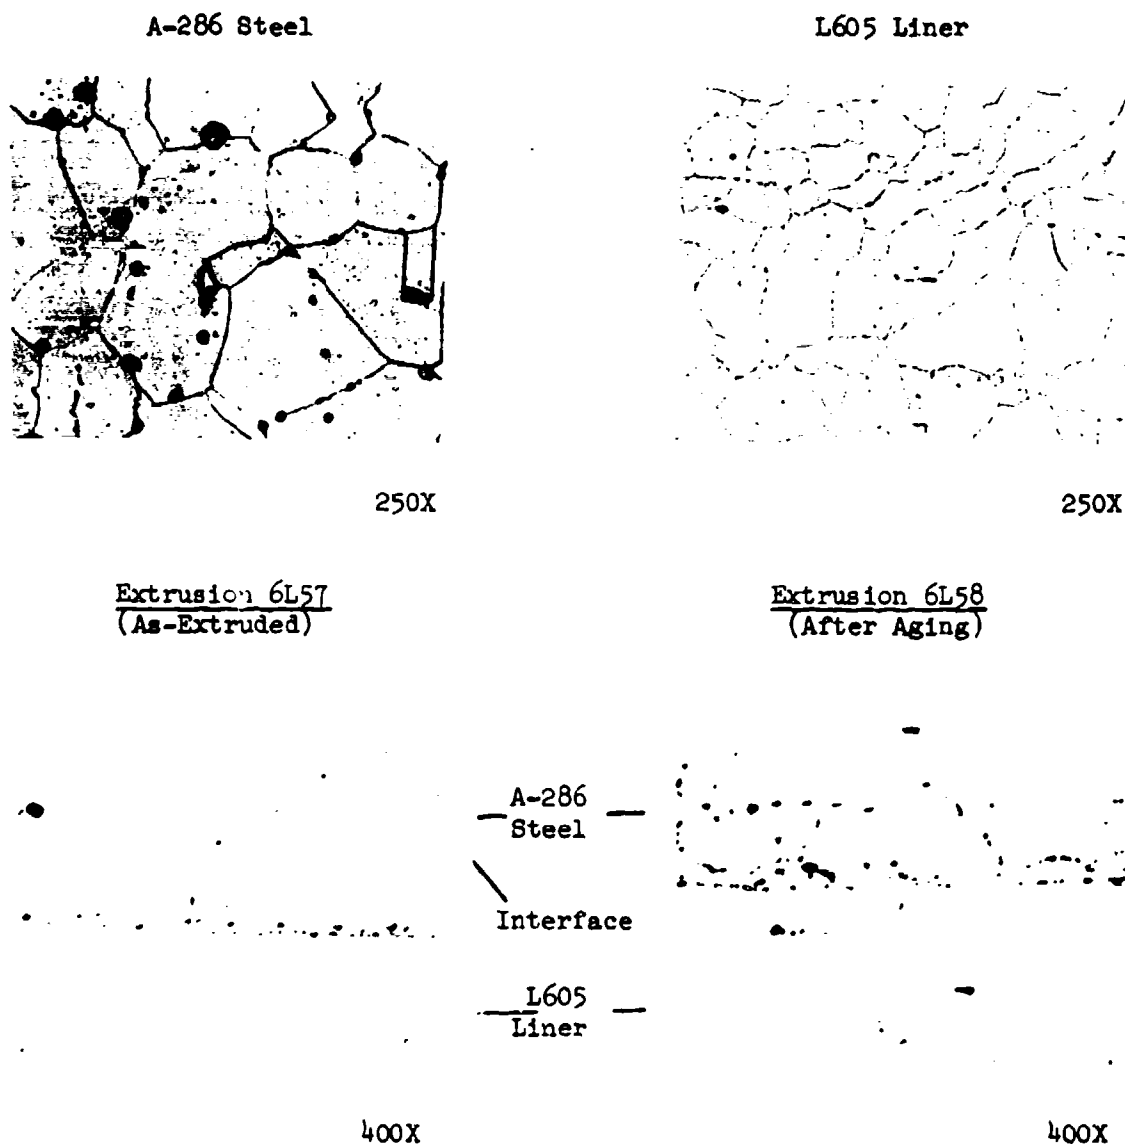 A-286 Steel
L605 Liner
250X
250X
Extrusion 6L57
(As-Extruded)
Extrusion 6L58
(After Aging)
A-286
Steel
Interface
L605
Liner
400X
400X